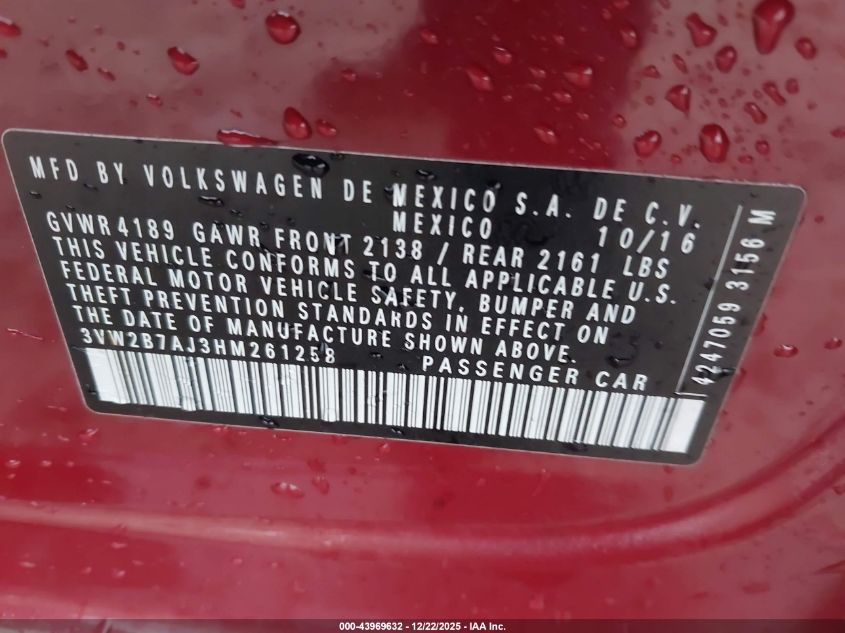 MFD BY VOLKSWAGEN DE MEXICO S.A. DE C.V.
MEXICO 10/16
GVWR 4189 GAWR FRONT 2138 / REAR 2161 LBS
THIS VEHICLE CONFORMS TO ALL APPLICABLE U.S.
FEDERAL MOTOR VEHICLE SAFETY, BUMPER AND
THEFT PREVENTION STANDARDS IN EFFECT ON
THE DATE OF MANUFACTURE SHOWN ABOVE.
3VW2B7AJ3HM261258 PASSENGER CAR
4247059 3156 M
000-43969632 - 12/22/2025 - IAA Inc.